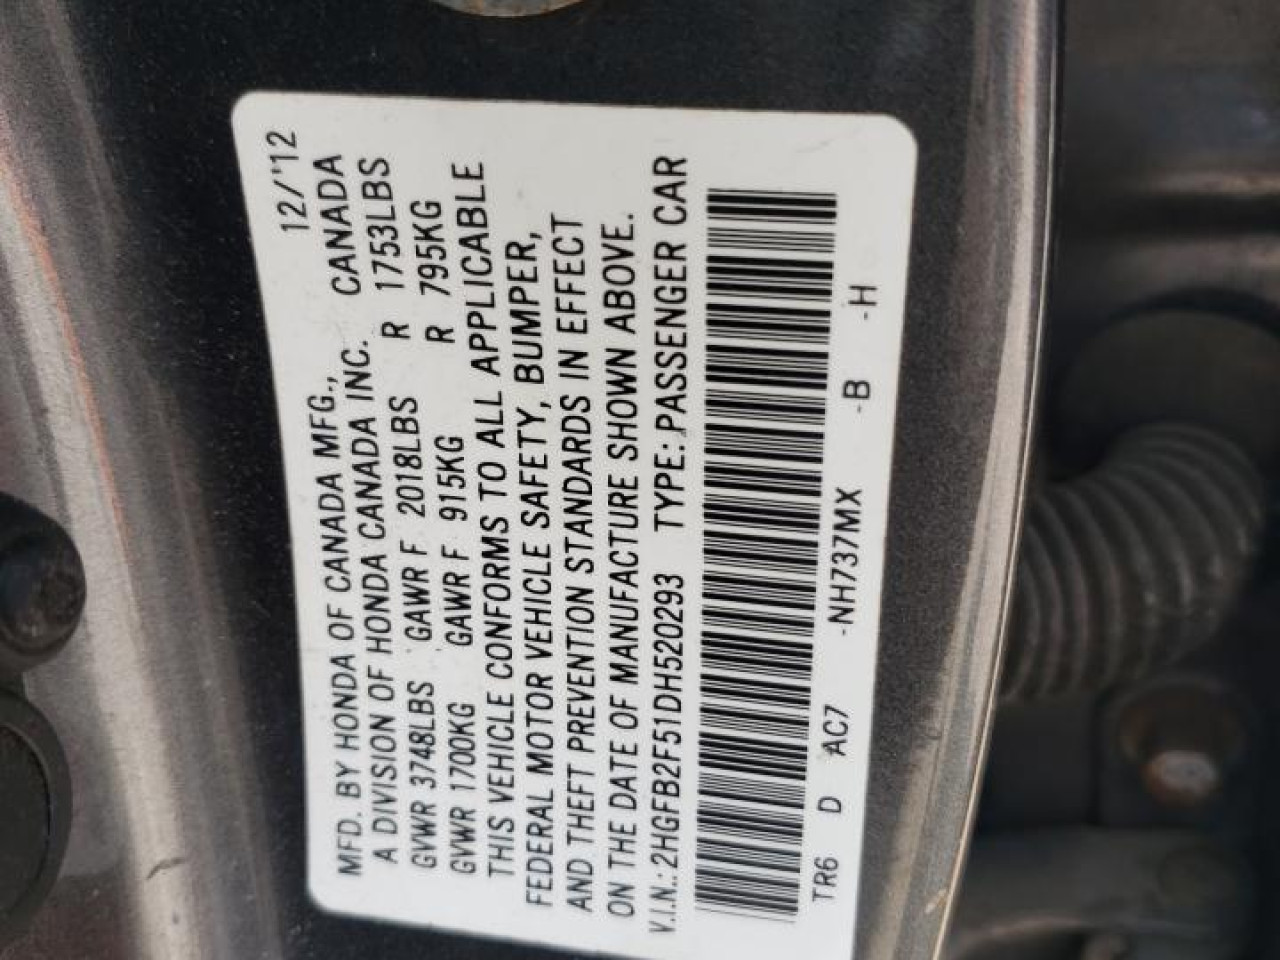 MFD. BY HONDA OF CANADA MFG., 12/'12
A DIVISION OF HONDA CANADA INC. CANADA
GVWR 3748LBS GAWR F 2018LBS R 1753LBS
GVWR 1700KG GAWR F 915KG R 795KG
THIS VEHICLE CONFORMS TO ALL APPLICABLE
FEDERAL MOTOR VEHICLE SAFETY, BUMPER,
AND THEFT PREVENTION STANDARDS IN EFFECT
ON THE DATE OF MANUFACTURE SHOWN ABOVE.
V.I.N.: 2HGFB2F51DH520293 TYPE: PASSENGER CAR
TR6 D AC7 -NH737MX -B -H